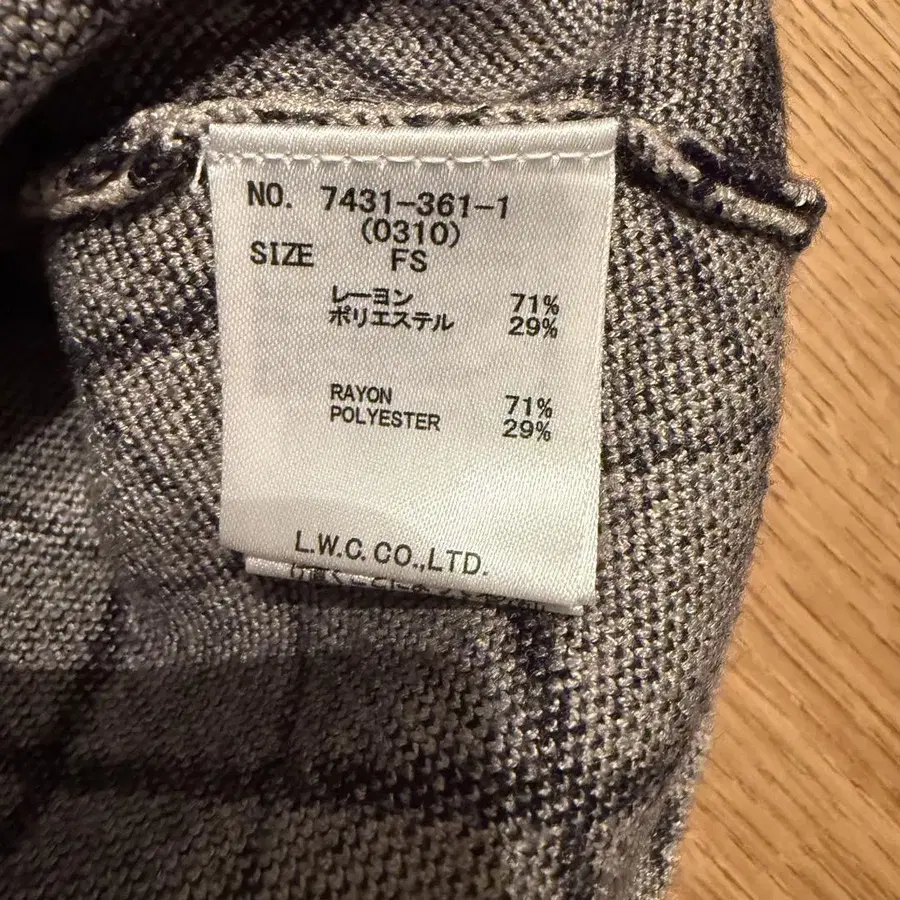 NO. 7431-361-1
(0310)
SIZE FS
レーヨン 71%
ポリエステル 29%
RAYON 71%
POLYESTER 29%
L.W.C. CO.,LTD.